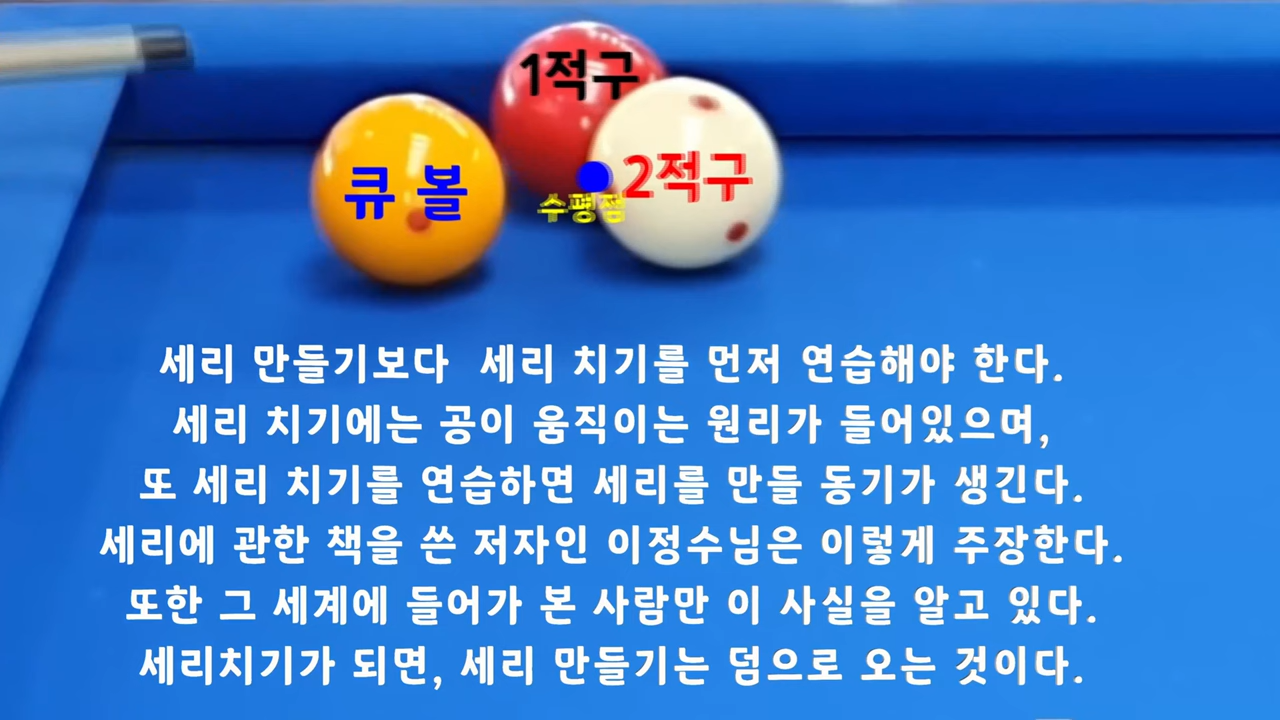 1적구
큐 볼
2적구
수평점
세리 만들기보다 세리 치기를 먼저 연습해야 한다.
세리 치기에는 공이 움직이는 원리가 들어있으며,
또 세리 치기를 연습하면 세리를 만들 동기가 생긴다.
세리에 관한 책을 쓴 저자인 이정수님은 이렇게 주장한다.
또한 그 세계에 들어가 본 사람만 이 사실을 알고 있다.
세리치기가 되면, 세리 만들기는 덤으로 오는 것이다.